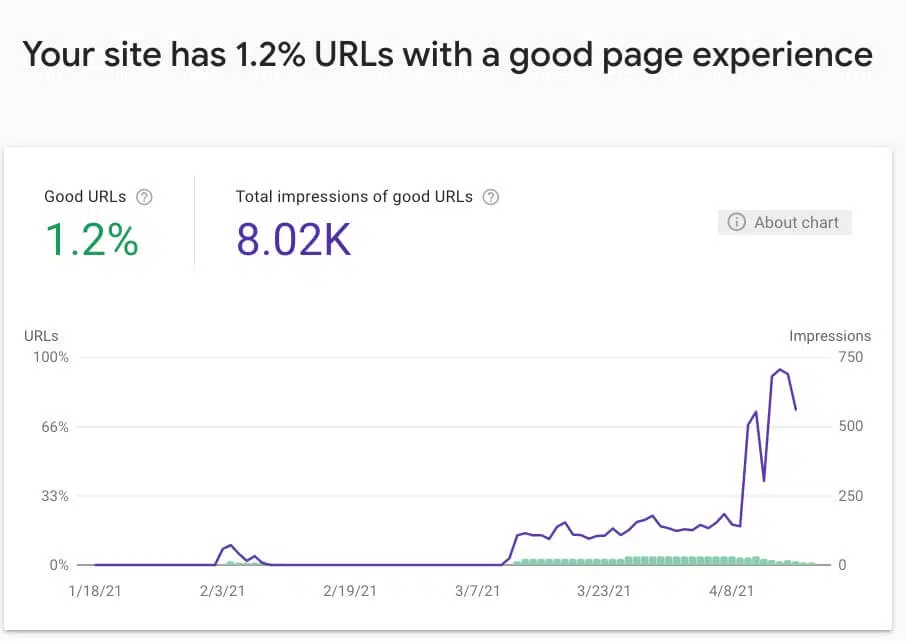 Your site has 1.2% URLs with a good page experience
Good URLs
Total impressions of good URLs
1.2%
8.02K
About chart
URLs
Impressions
100%
750
66%
500
33%
250
0%
0
1/18/21
2/3/21
2/19/21
3/7/21
3/23/21
4/8/21